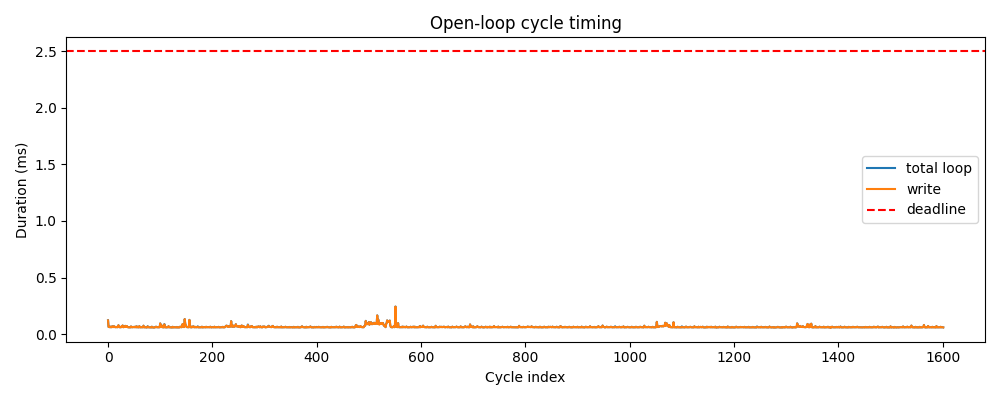 Open-loop cycle timing
Duration (ms)
2.5
2.0
1.5
1.0
0.5
0.0
total loop
write
deadline
0 200 400 600 800 1000 1200 1400 1600
Cycle index